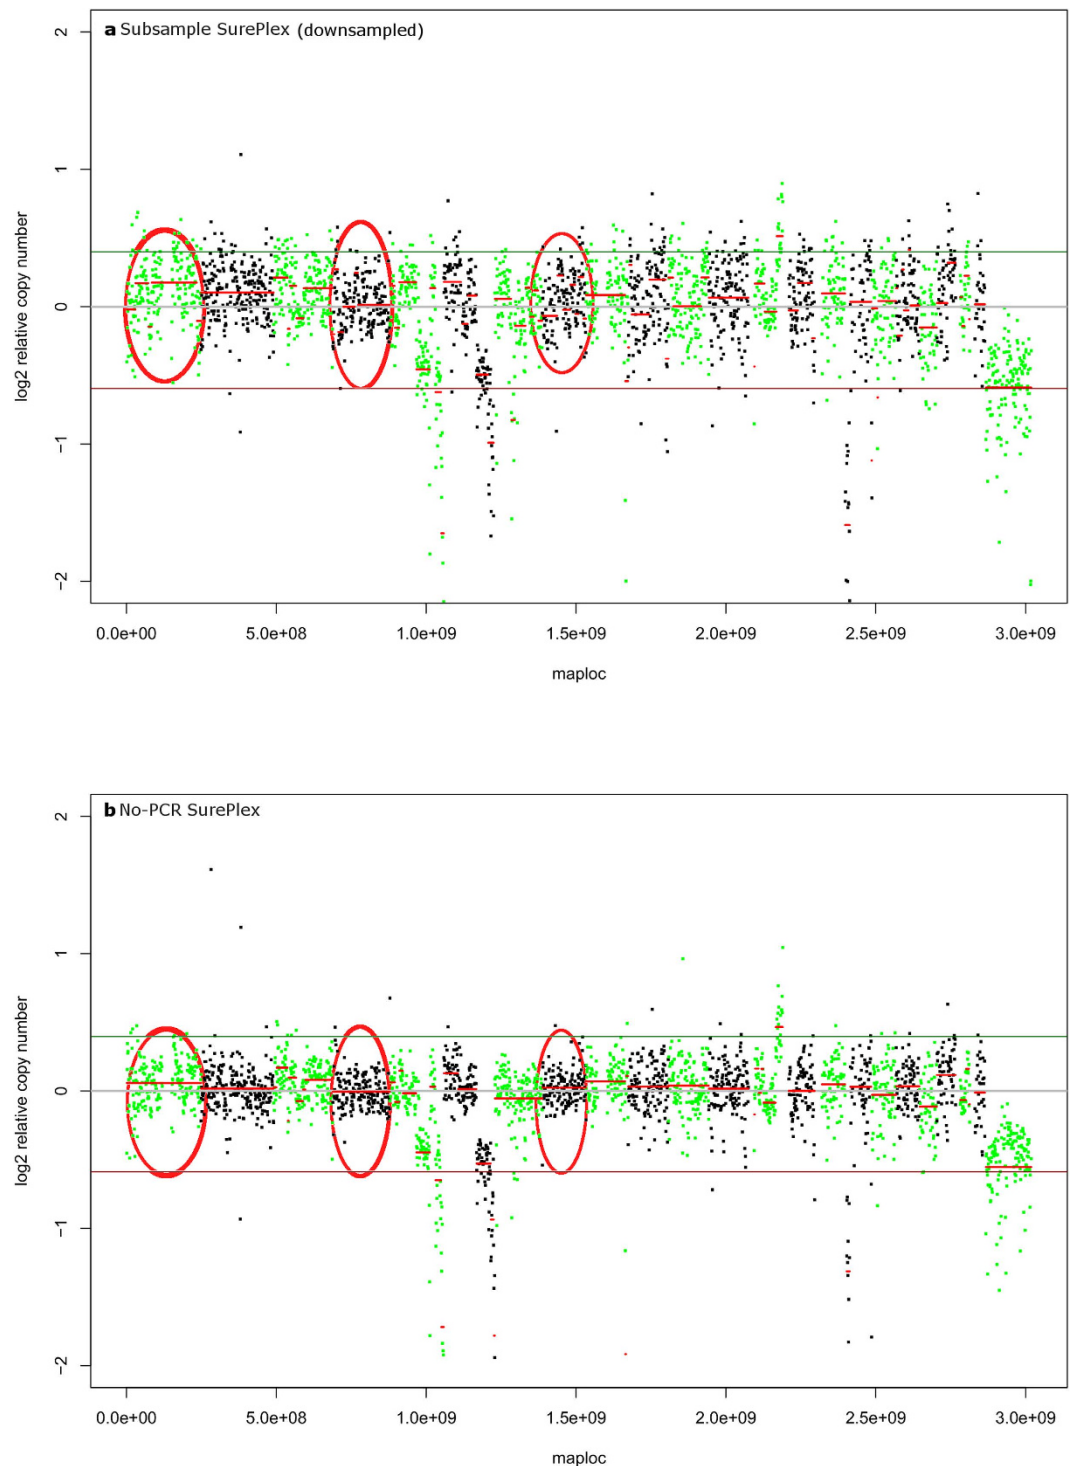 a Subsample SurePlex (downsampled)
2
1
0
-1
-2
log2 relative copy number
0.0e+00 5.0e+08 1.0e+09 1.5e+09 2.0e+09 2.5e+09 3.0e+09
maploc
b No-PCR SurePlex
2
1
0
-1
-2
log2 relative copy number
0.0e+00 5.0e+08 1.0e+09 1.5e+09 2.0e+09 2.5e+09 3.0e+09
maploc